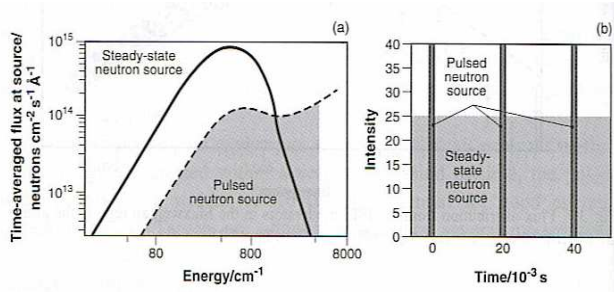 (a)
Time-averaged flux at source/
neutrons cm-2 s-1 Å-1
10¹⁵
10¹⁴
10¹³
Steady-state
neutron source
Pulsed
neutron source
80
800
8000
Energy/cm-1
(b)
Intensity
40
35
30
25
20
15
10
5
0
Pulsed
neutron
source
Steady-
state
neutron
source
0
20
40
Time/10-3 s